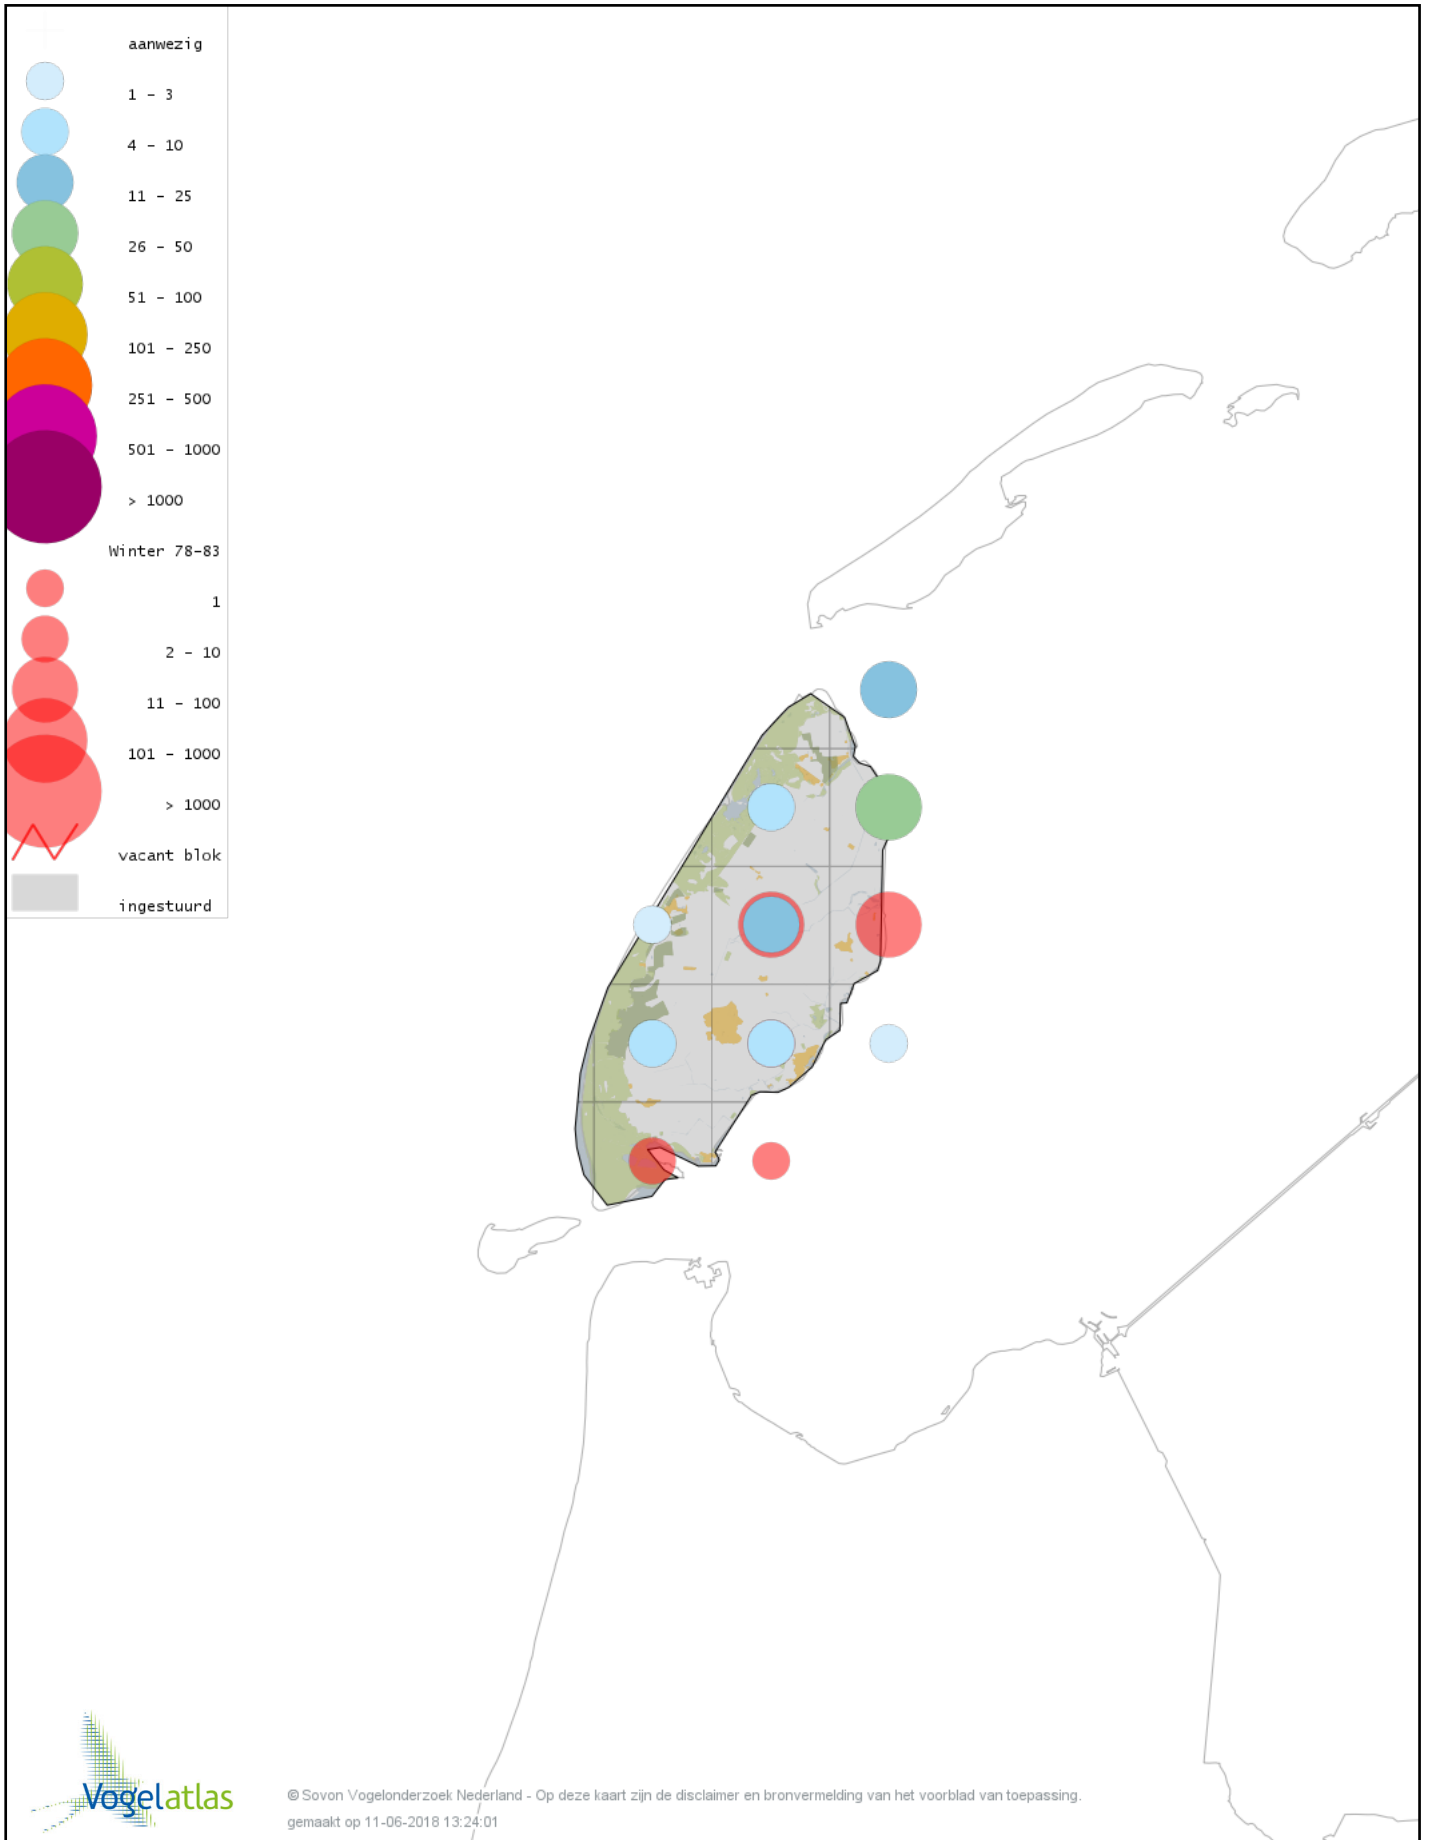 aanwezig
1 - 3
4 - 10
11 - 25
26 - 50
51 - 100
101 - 250
251 - 500
501 - 1000
> 1000
Winter 78-83
1
2 - 10
11 - 100
101 - 1000
> 1000
vacant blok
ingestuurd
Vogelatlas
© Sovon Vogelonderzoek Nederland - Op deze kaart zijn de disclaimer en bronvermelding van het voorblad van toepassing.
gemaakt op 11-06-2018 13:24:01